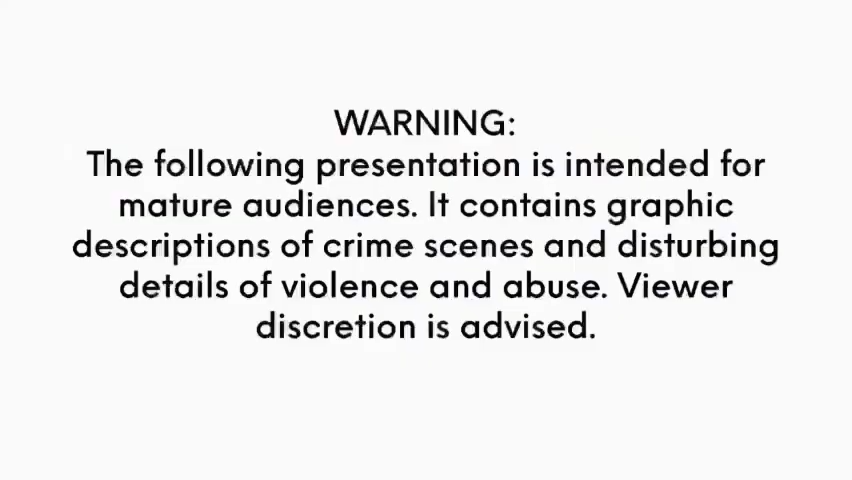 WARNING:
The following presentation is intended for
mature audiences. It contains graphic
descriptions of crime scenes and disturbing
details of violence and abuse. Viewer
discretion is advised.